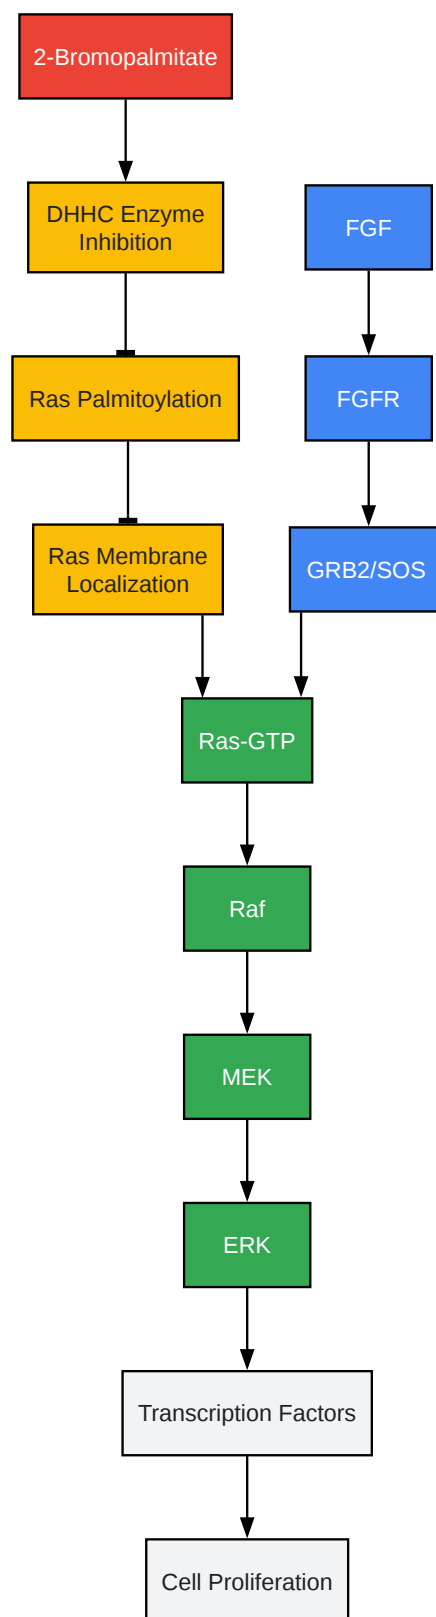 2-Bromopalmitate
DHHC Enzyme
Inhibition
FGF
Ras Palmitoylation
FGFR
Ras Membrane
Localization
GRB2/SOS
Ras-GTP
Raf
MEK
ERK
Transcription Factors
Cell Proliferation